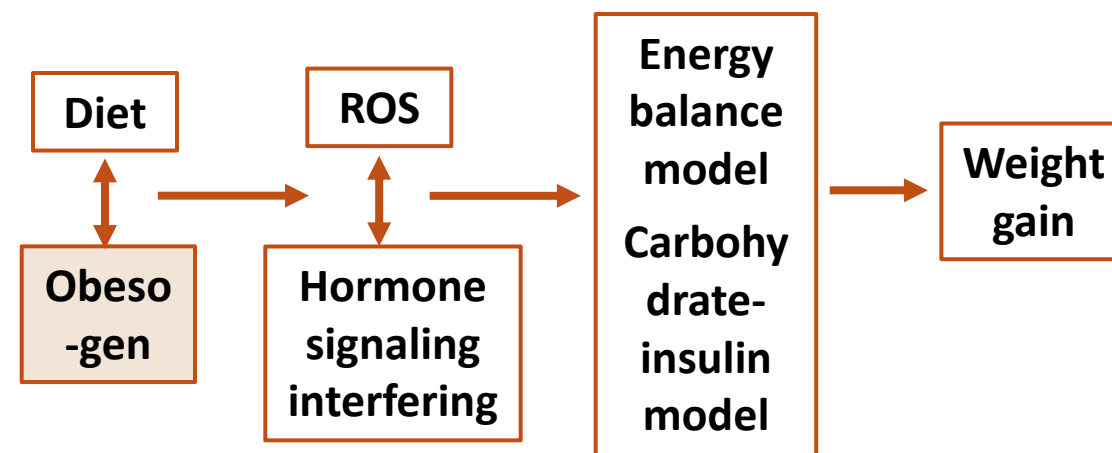 Diet
Obeso
-gen
ROS
Hormone
signaling
interfering
Energy
balance
model
Carbohy
drate-
insulin
model
Weight
gain